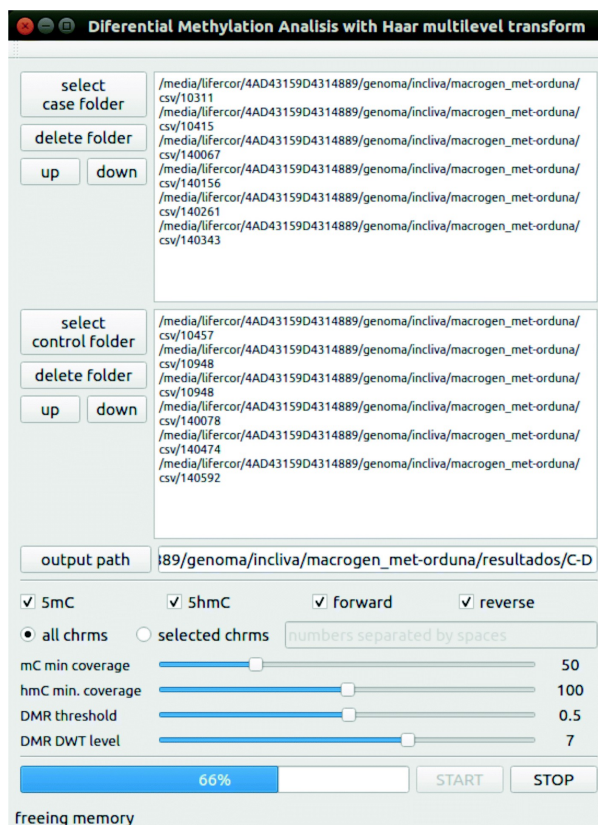 Diferential Methylation Analisis with Haar multilevel transform
select
case folder
delete folder
up down
/media/lifercor/4AD43159D4314889/genoma/incliva/macrogen_met-orduna/
csv/10311
/media/lifercor/4AD43159D4314889/genoma/incliva/macrogen_met-orduna/
csv/10415
/media/lifercor/4AD43159D4314889/genoma/incliva/macrogen_met-orduna/
csv/140067
/media/lifercor/4AD43159D4314889/genoma/incliva/macrogen_met-orduna/
csv/140156
/media/lifercor/4AD43159D4314889/genoma/incliva/macrogen_met-orduna/
csv/140261
/media/lifercor/4AD43159D4314889/genoma/incliva/macrogen_met-orduna/
csv/140343
select
control folder
delete folder
up down
/media/lifercor/4AD43159D4314889/genoma/incliva/macrogen_met-orduna/
csv/10457
/media/lifercor/4AD43159D4314889/genoma/incliva/macrogen_met-orduna/
csv/10948
/media/lifercor/4AD43159D4314889/genoma/incliva/macrogen_met-orduna/
csv/10948
/media/lifercor/4AD43159D4314889/genoma/incliva/macrogen_met-orduna/
csv/140078
/media/lifercor/4AD43159D4314889/genoma/incliva/macrogen_met-orduna/
csv/140474
/media/lifercor/4AD43159D4314889/genoma/incliva/macrogen_met-orduna/
csv/140592
output path 389/genoma/incliva/macrogen_met-orduna/resultados/C-D
5mC 5hmC forward reverse
all chrms selected chrms numbers separated by spaces
mC min coverage 50
hmC min. coverage 100
DMR threshold 0.5
DMR DWT level 7
66% START STOP
freeing memory